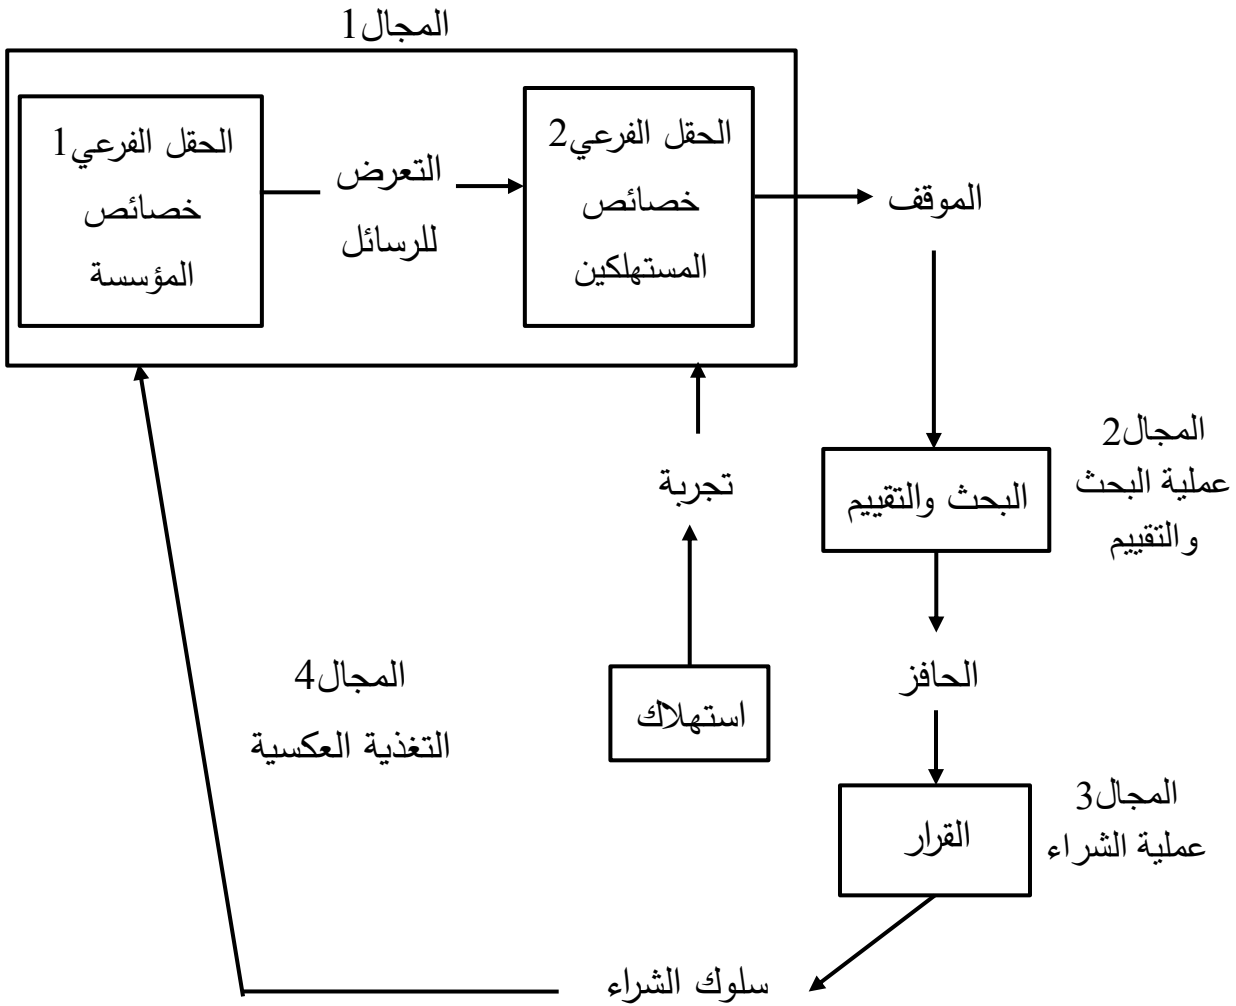 المجال1
الحقل الفرعي1
خصائص
المؤسسة
التعرض
للرسائل
الحقل الفرعي2
خصائص
المستهلكين
الموقف
المجال2
عملية البحث
والتقييم
البحث والتقييم
تجربة
الحافز
استهلاك
المجال4
التغذية العكسية
المجال3
عملية الشراء
القرار
سلوك الشراء